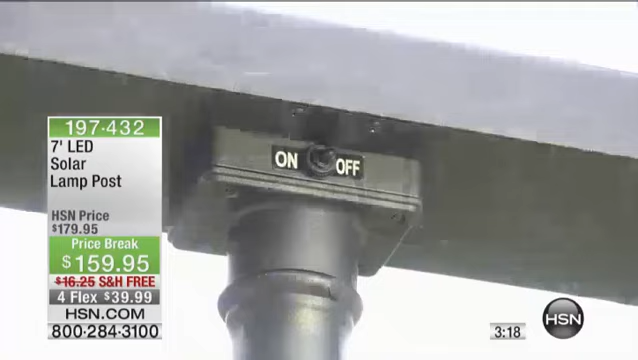 197-432
7' LED
Solar
Lamp Post
HSN Price
$179.95
Price Break
$159.95
$16.25 S&H FREE
4 Flex $39.99
HSN.COM
800-284-3100
ON OFF
3:18
HSN